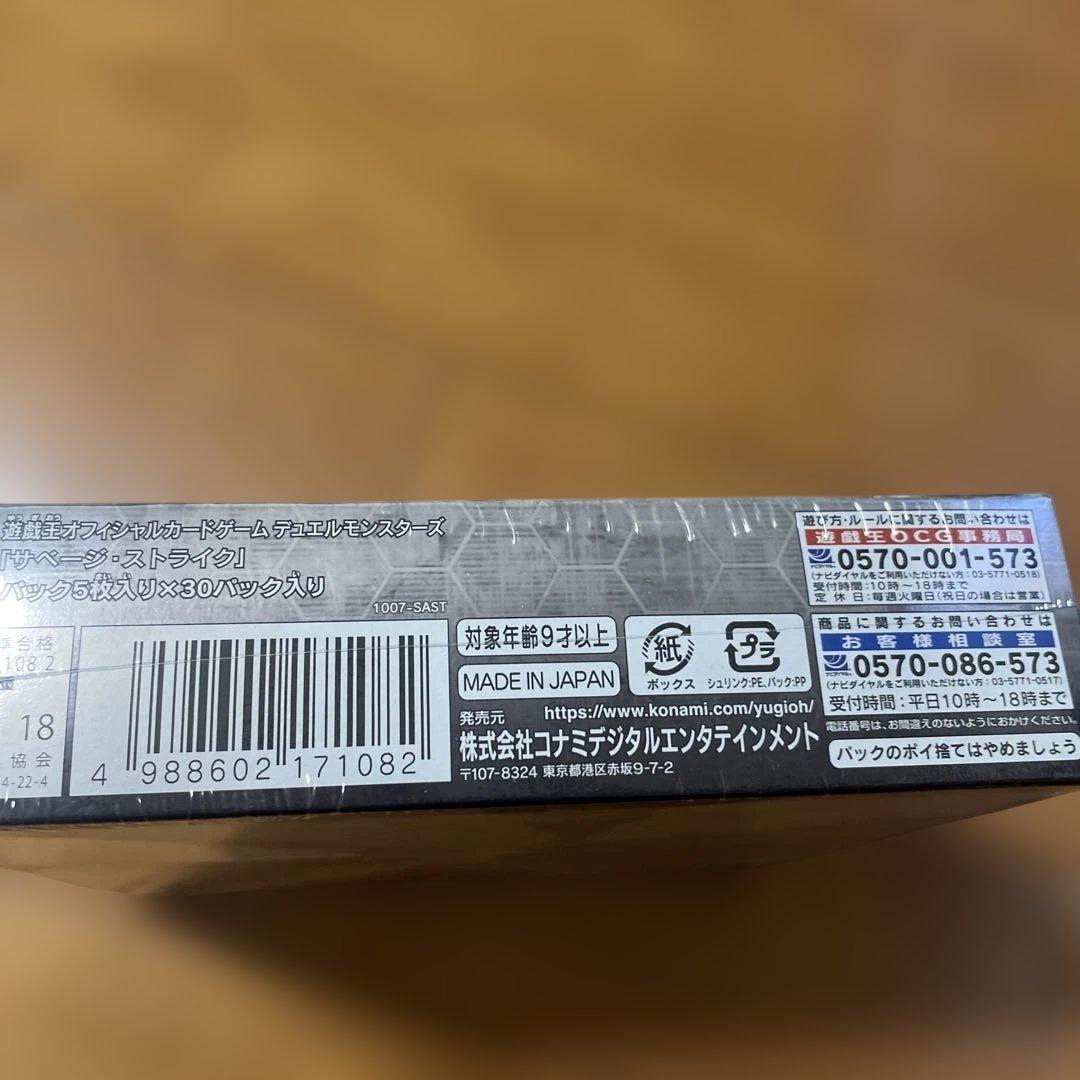 遊戯王オフィシャルカードゲーム デュエルモンスターズ
「サベージ・ストライク」
パック5枚入り×30パック入り
1007-SAST
準合格
108 2
18
協会
4-22-4
4 988602 171082
対象年齢9才以上
MADE IN JAPAN
紙
ボックス
プラ
シュリンク:PE、パック:PP
発売元 https://www.konami.com/yugioh/
株式会社コナミデジタルエンタテインメント
〒107-8324 東京都港区赤坂9-7-2
遊び方・ルールに関するお問い合わせは
遊戯王OCG事務局
0570-001-573
(ナビダイヤルをご利用いただけない方：03-5771-0518)
受付時間：10時～18時まで
定休日：毎週火曜日(祝日の場合は営業)
商品に関するお問い合わせは
お客様相談室
0570-086-573
(ナビダイヤルをご利用いただけない方：03-5771-0517)
受付時間：平日10時～18時まで
電話番号は、お間違えのないようにおかけください。
パックのポイ捨てはやめましょう